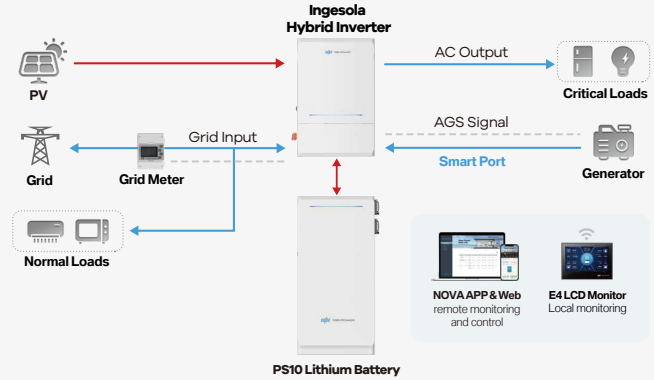 Ingesola
Hybrid Inverter
AC Output
PV
Critical Loads
AGS Signal
Grid Input
Smart Port
Grid
Grid Meter
Generator
Normal Loads
NOVA APP & Web
remote monitoring
and control
E4 LCD Monitor
Local monitoring
PS10 Lithium Battery